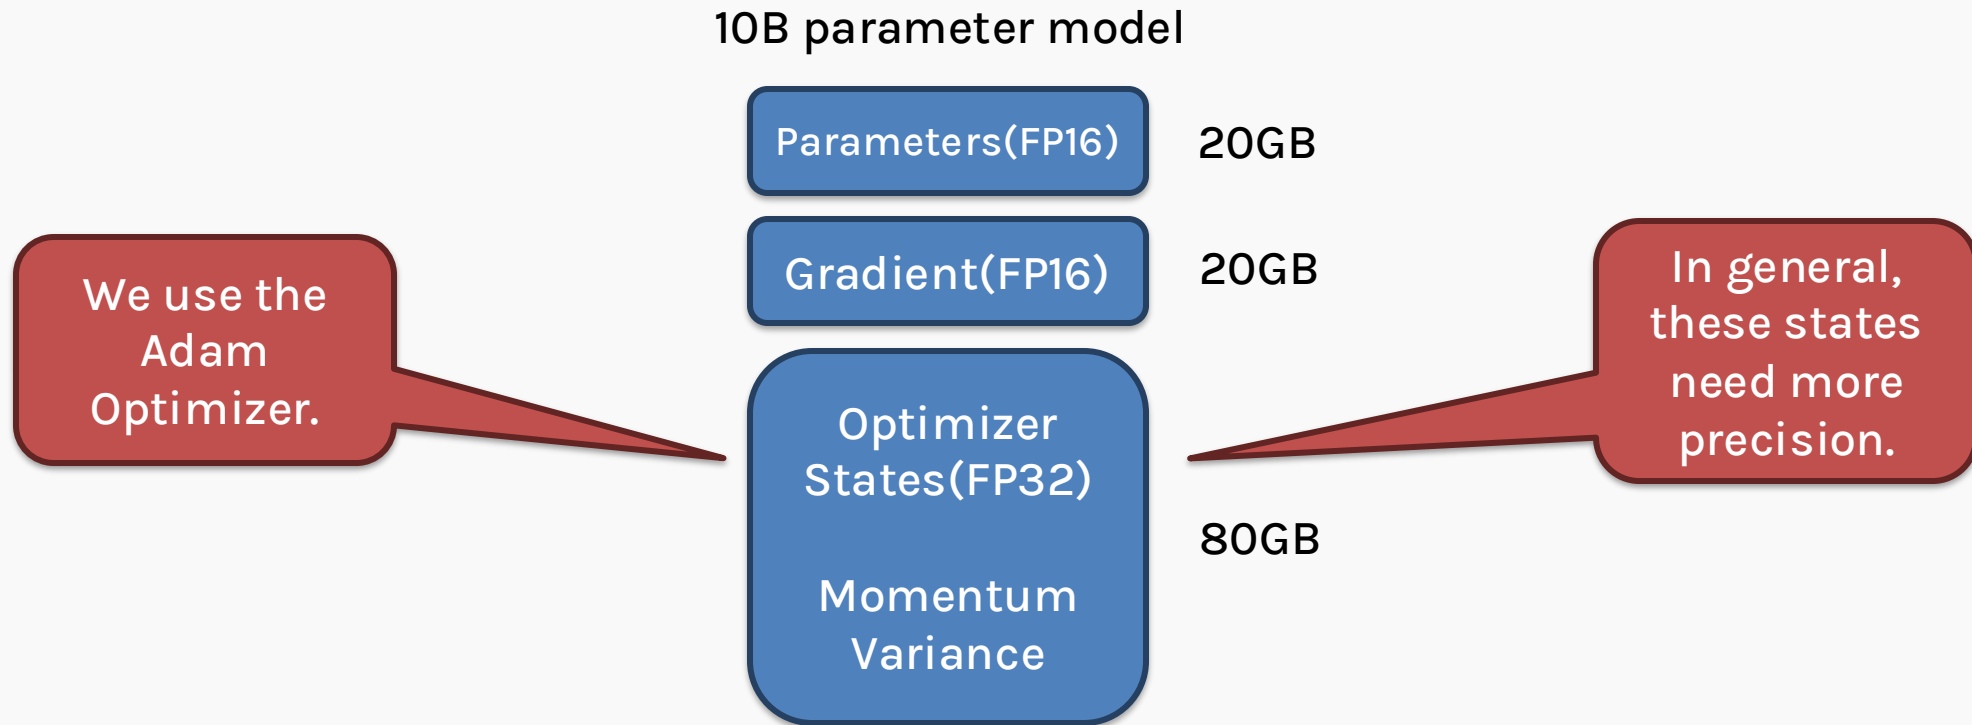 10B parameter model
Parameters(FP16)
20GB
Gradient(FP16)
20GB
We use the
Adam
Optimizer.
In general,
these states
need more
precision.
Optimizer
States(FP32)
80GB
Momentum
Variance